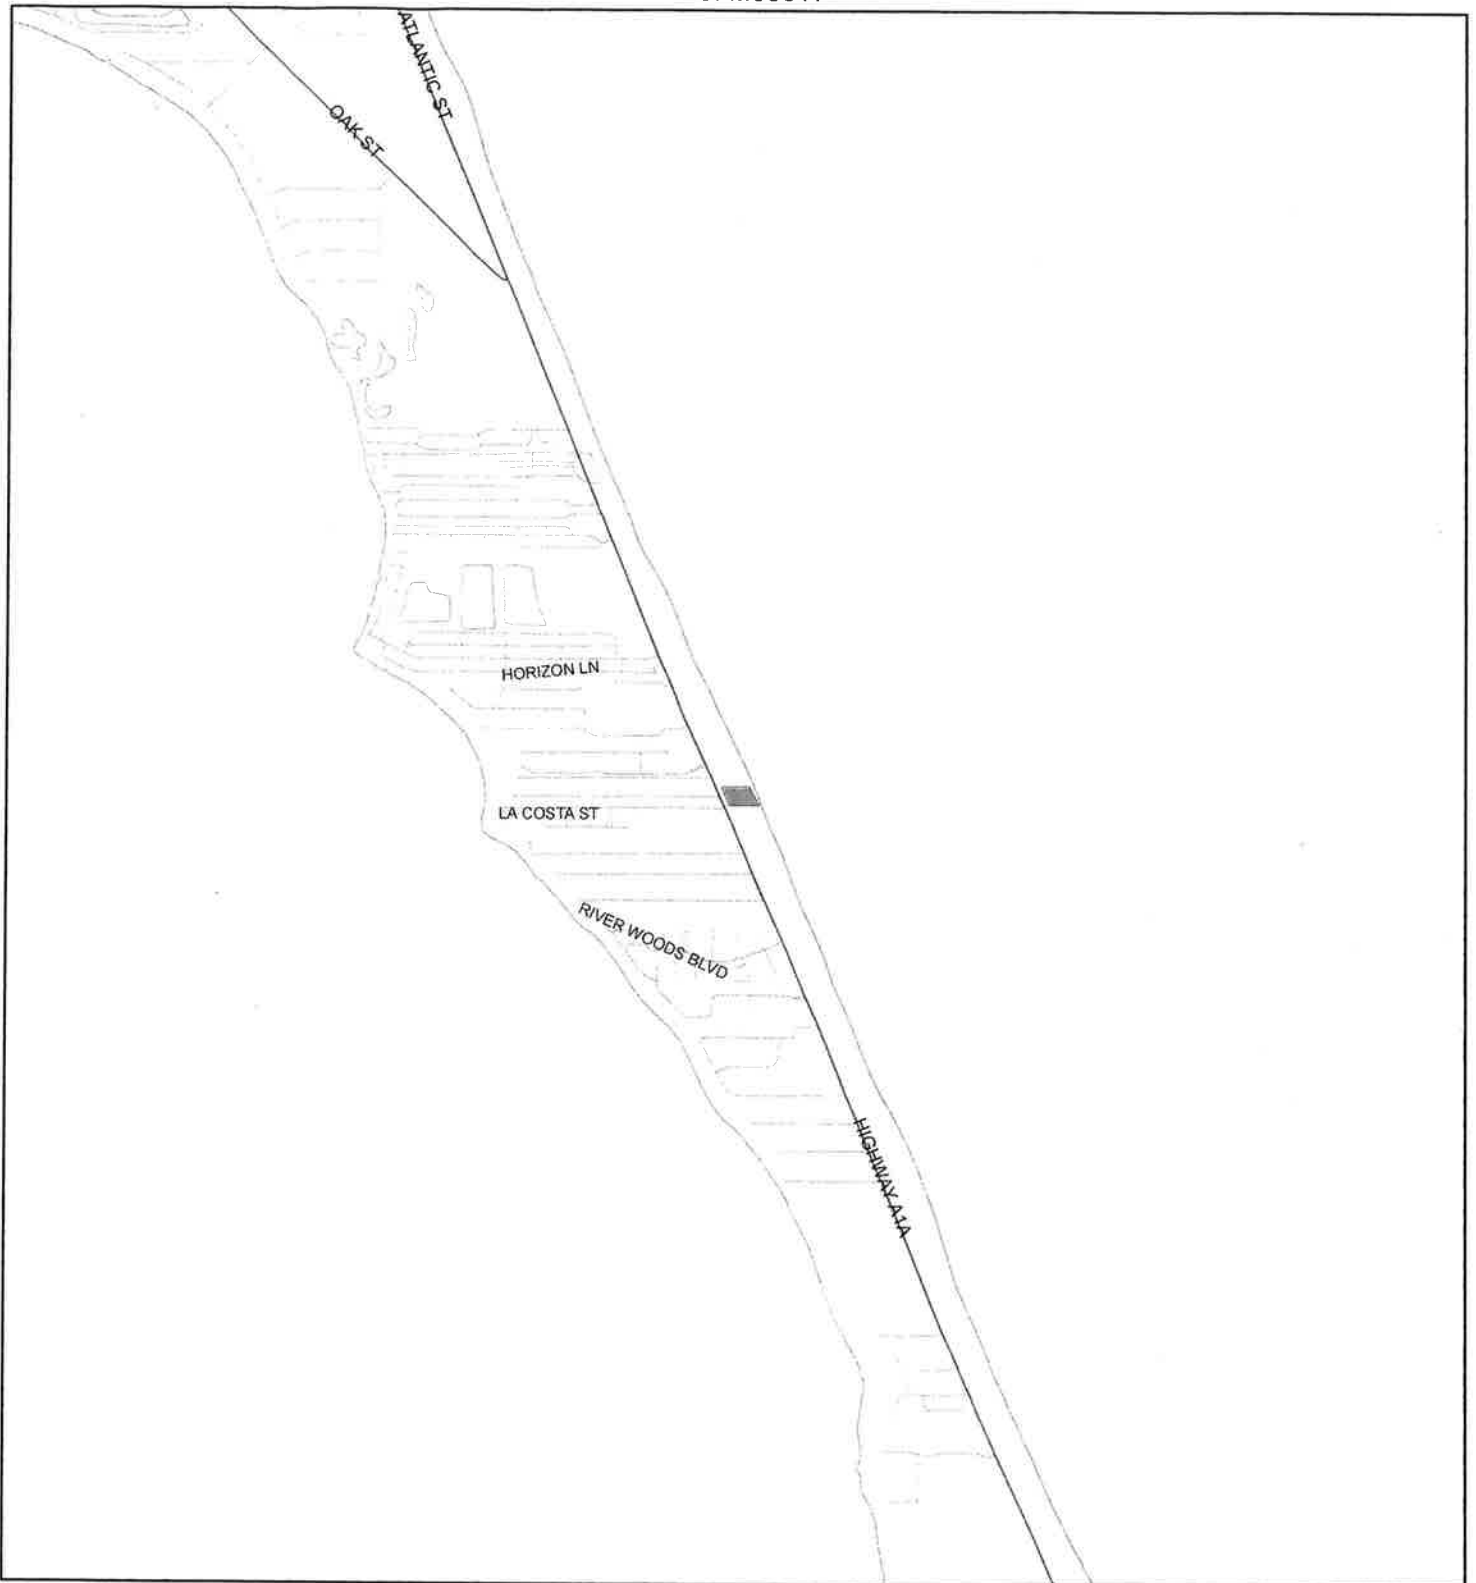 ATLANTIC ST
OAK ST
HORIZON LN
LA COSTA ST
RIVER WOODS BLVD
HIGHWAY A1A